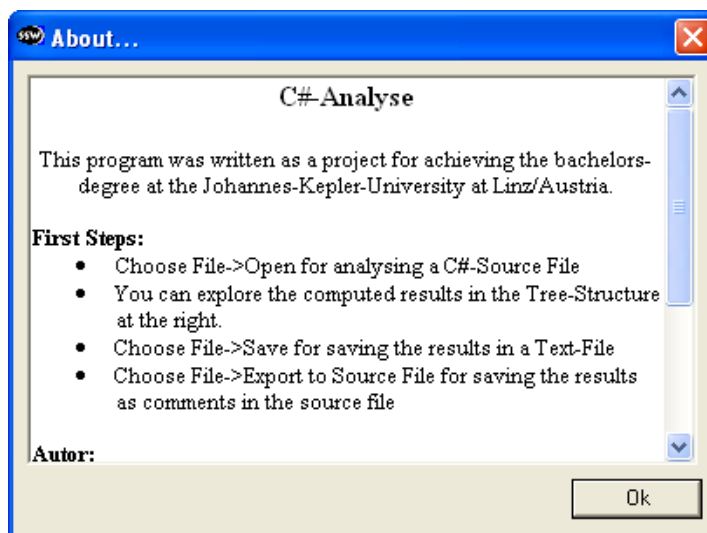 SSW About...
C#-Analyse
This program was written as a project for achieving the bachelors-
degree at the Johannes-Kepler-University at Linz/Austria.
First Steps:
• Choose File->Open for analysing a C#-Source File
• You can explore the computed results in the Tree-Structure
at the right.
• Choose File->Save for saving the results in a Text-File
• Choose File->Export to Source File for saving the results
as comments in the source file
Autor:
Ok